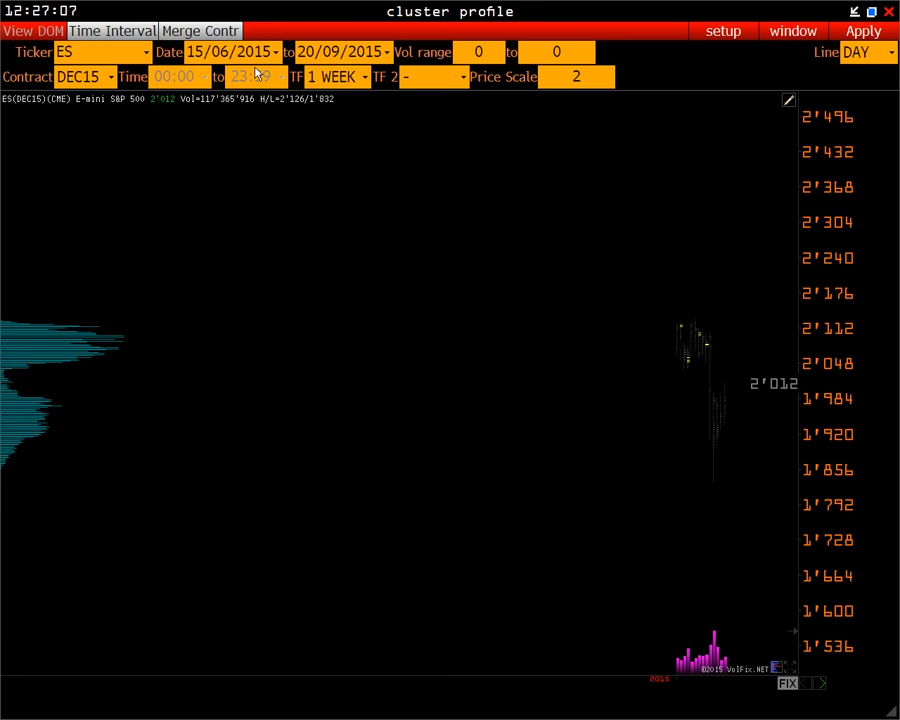 12:27:07 cluster profile
View DOM Time Interval Merge Contr setup window Apply
Ticker ES Date 15/06/2015 to 20/09/2015 Vol range 0 to 0 Line DAY
Contract DEC15 Time 00:00 to TF 1 WEEK TF 2 - Price Scale 2
ES(DEC15)(CME) E-mini S&P 500 2'012 Vol=117'365'916 H/L=2'126/1'832
2'496
2'432
2'368
2'304
2'240
2'176
2'112
2'048
2'012
1'984
1'920
1'856
1'792
1'728
1'664
1'600
1'536
©2015 VolFix.NET
2015
FIX